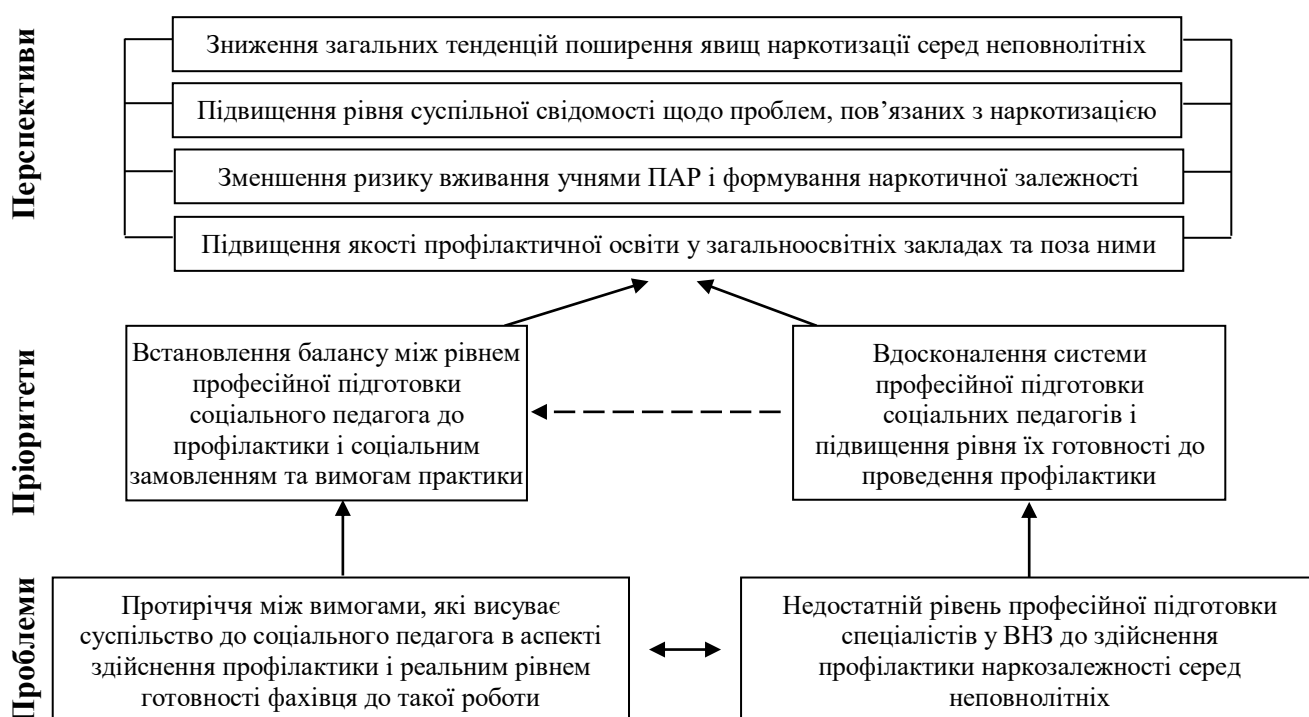 Перспективи
Зниження загальних тенденцій поширення явищ наркотизації серед неповнолітніх
Підвищення рівня суспільної свідомості щодо проблем, пов’язаних з наркотизацією
Зменшення ризику вживання учнями ПАР і формування наркотичної залежності
Підвищення якості профілактичної освіти у загальноосвітніх закладах та поза ними
Пріоритети
Встановлення балансу між рівнем
професійної підготовки
соціального педагога до
профілактики і соціальним
замовленням та вимогам практики
Вдосконалення системи
професійної підготовки
соціальних педагогів і
підвищення рівня їх готовності до
проведення профілактики
Проблеми
Протиріччя між вимогами, які висуває
суспільство до соціального педагога в аспекті
здійснення профілактики і реальним рівнем
готовності фахівця до такої роботи
Недостатній рівень професійної підготовки
спеціалістів у ВНЗ до здійснення
профілактики наркозалежності серед
неповнолітніх